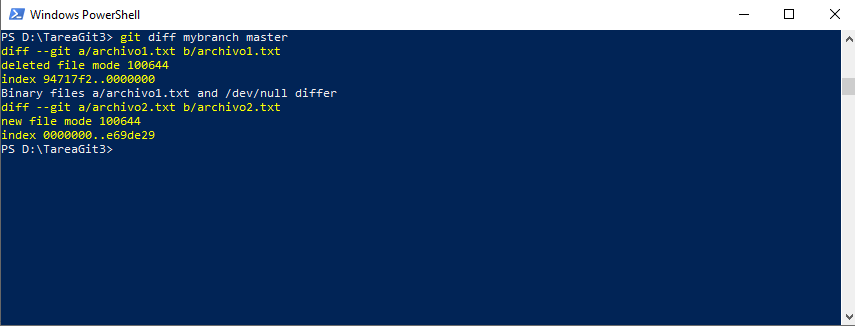 Windows PowerShell
PS D:\TareaGit3> git diff mybranch master
diff --git a/archivo1.txt b/archivo1.txt
deleted file mode 100644
index 94717f2..0000000
Binary files a/archivo1.txt and /dev/null differ
diff --git a/archivo2.txt b/archivo2.txt
new file mode 100644
index 0000000..e69de29
PS D:\TareaGit3>